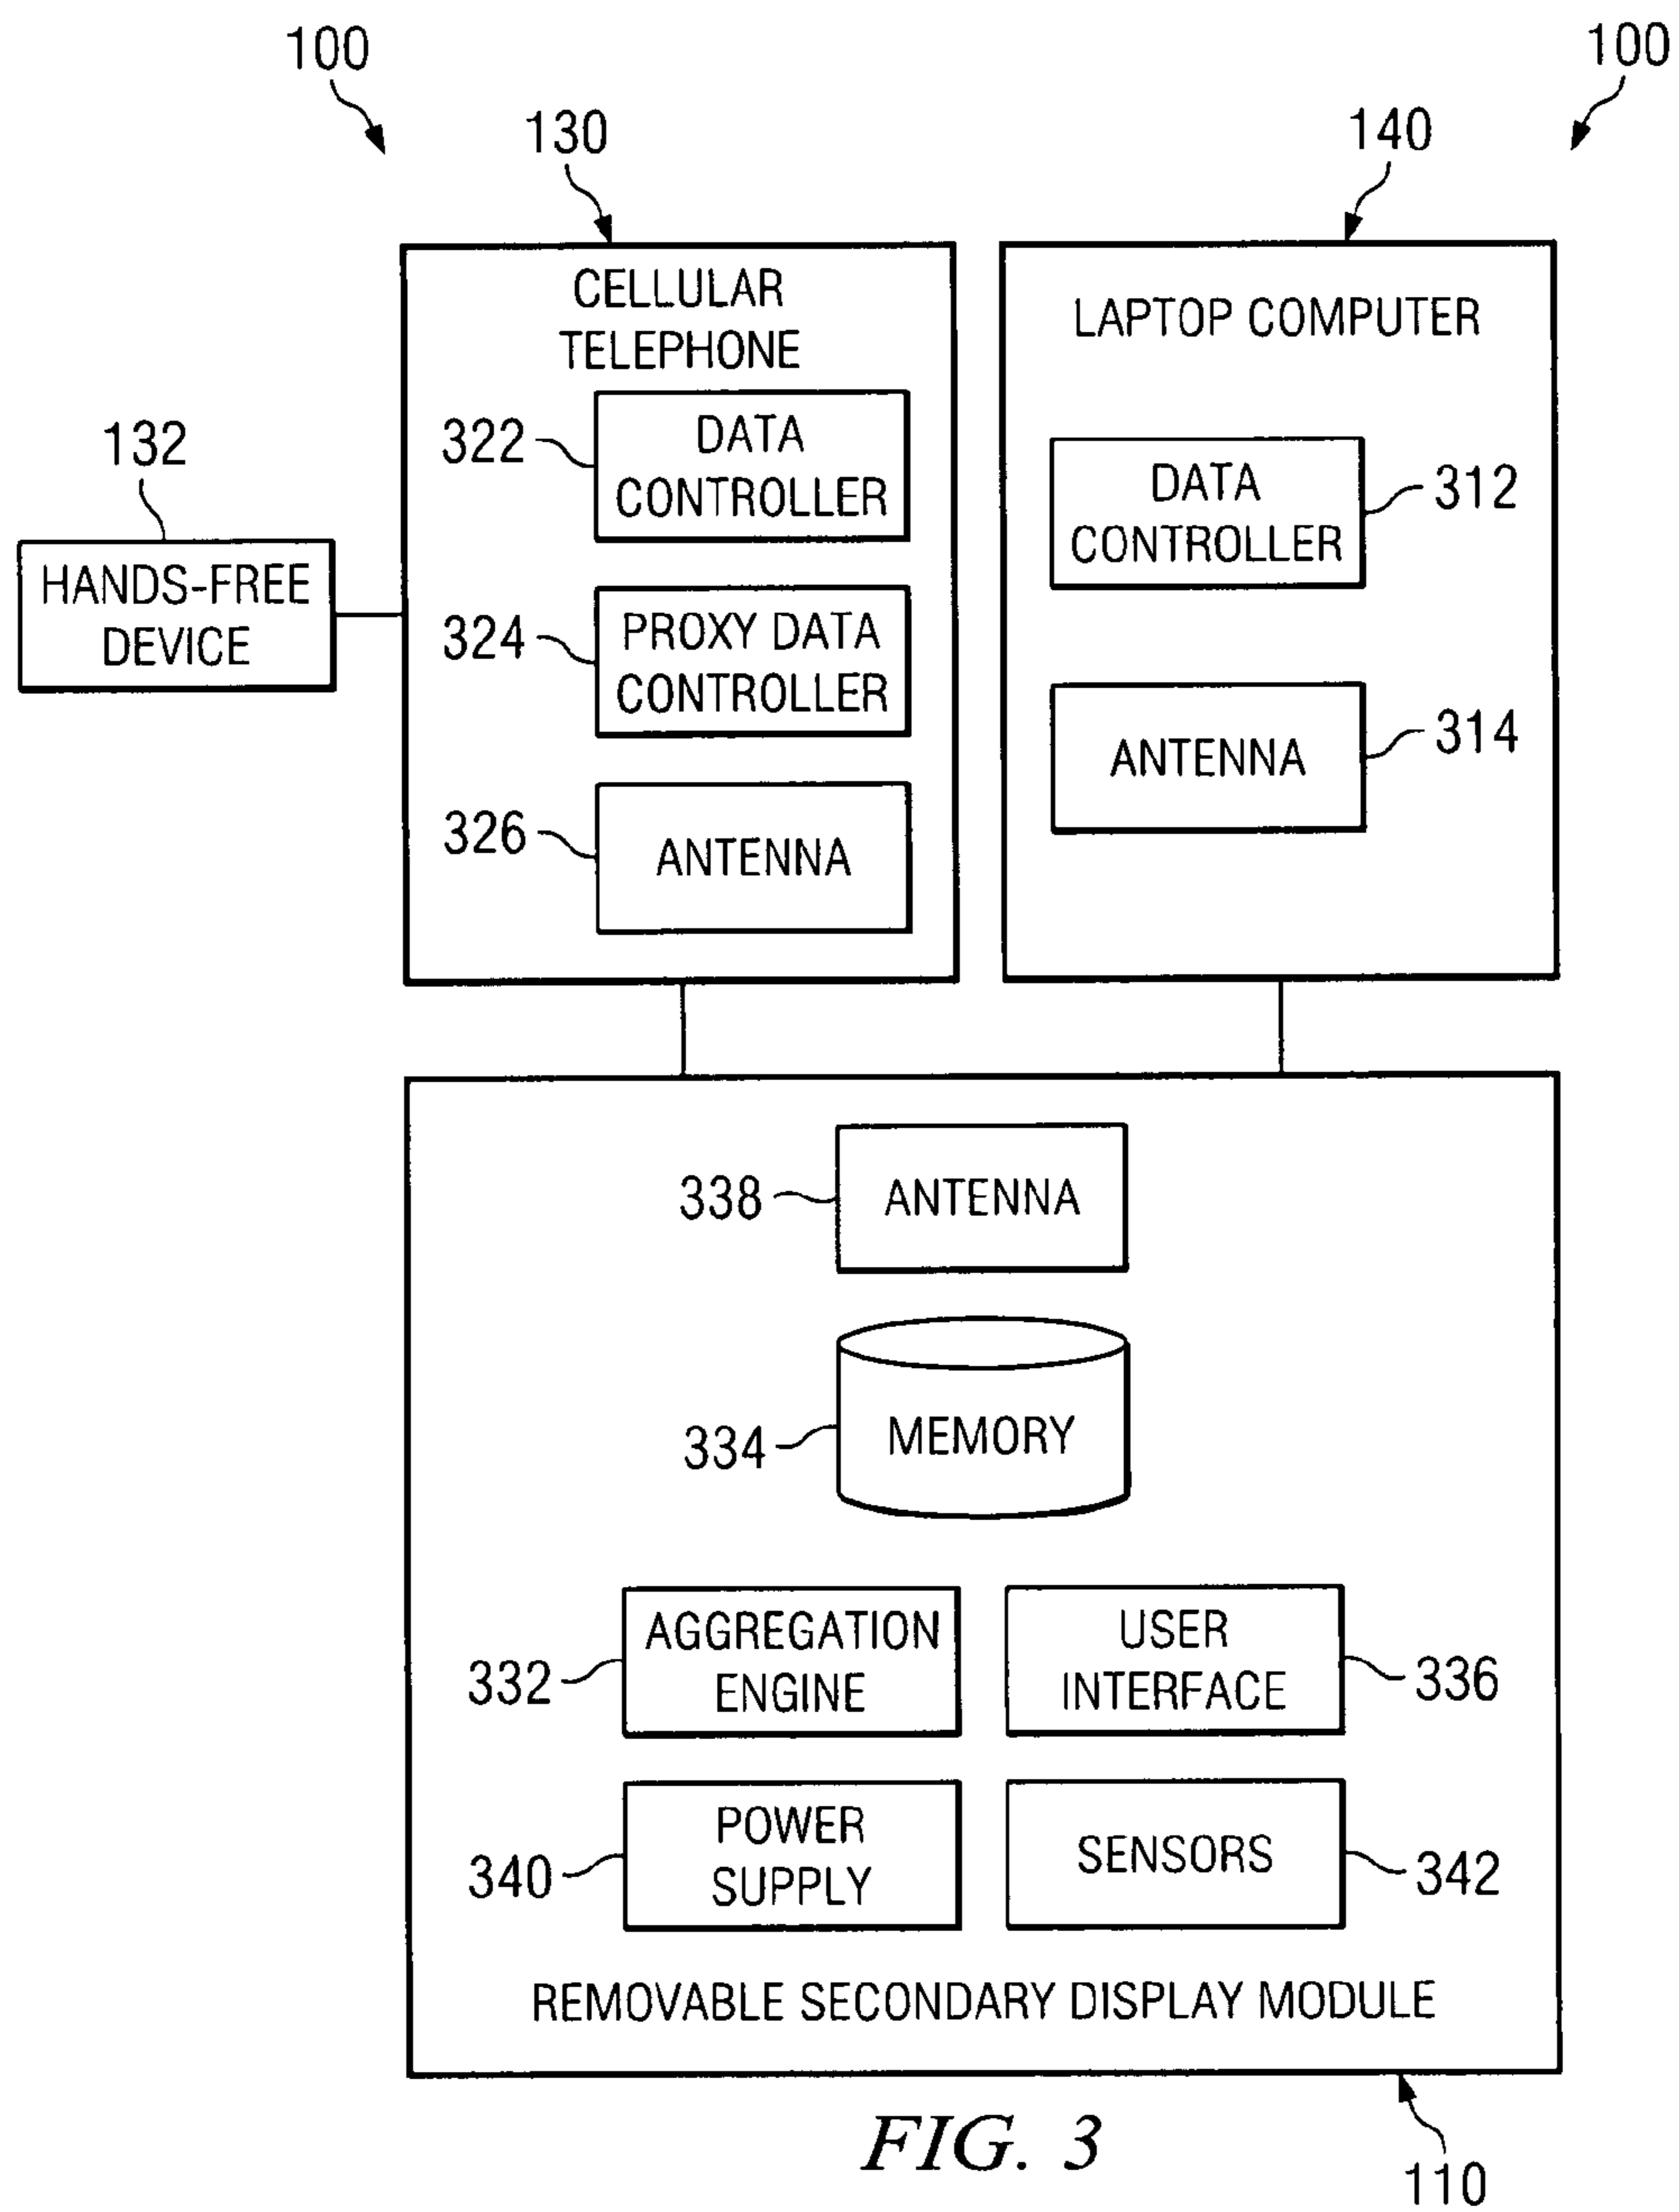 100
100
130
140
CELLULAR
TELEPHONE
LAPTOP COMPUTER
132
322
DATA
CONTROLLER
DATA
CONTROLLER
312
HANDS-FREE
DEVICE
324
PROXY DATA
CONTROLLER
326
ANTENNA
ANTENNA
314
338
ANTENNA
334
MEMORY
332
AGGREGATION
ENGINE
USER
INTERFACE
336
340
POWER
SUPPLY
SENSORS
342
REMOVABLE SECONDARY DISPLAY MODULE
FIG. 3
110